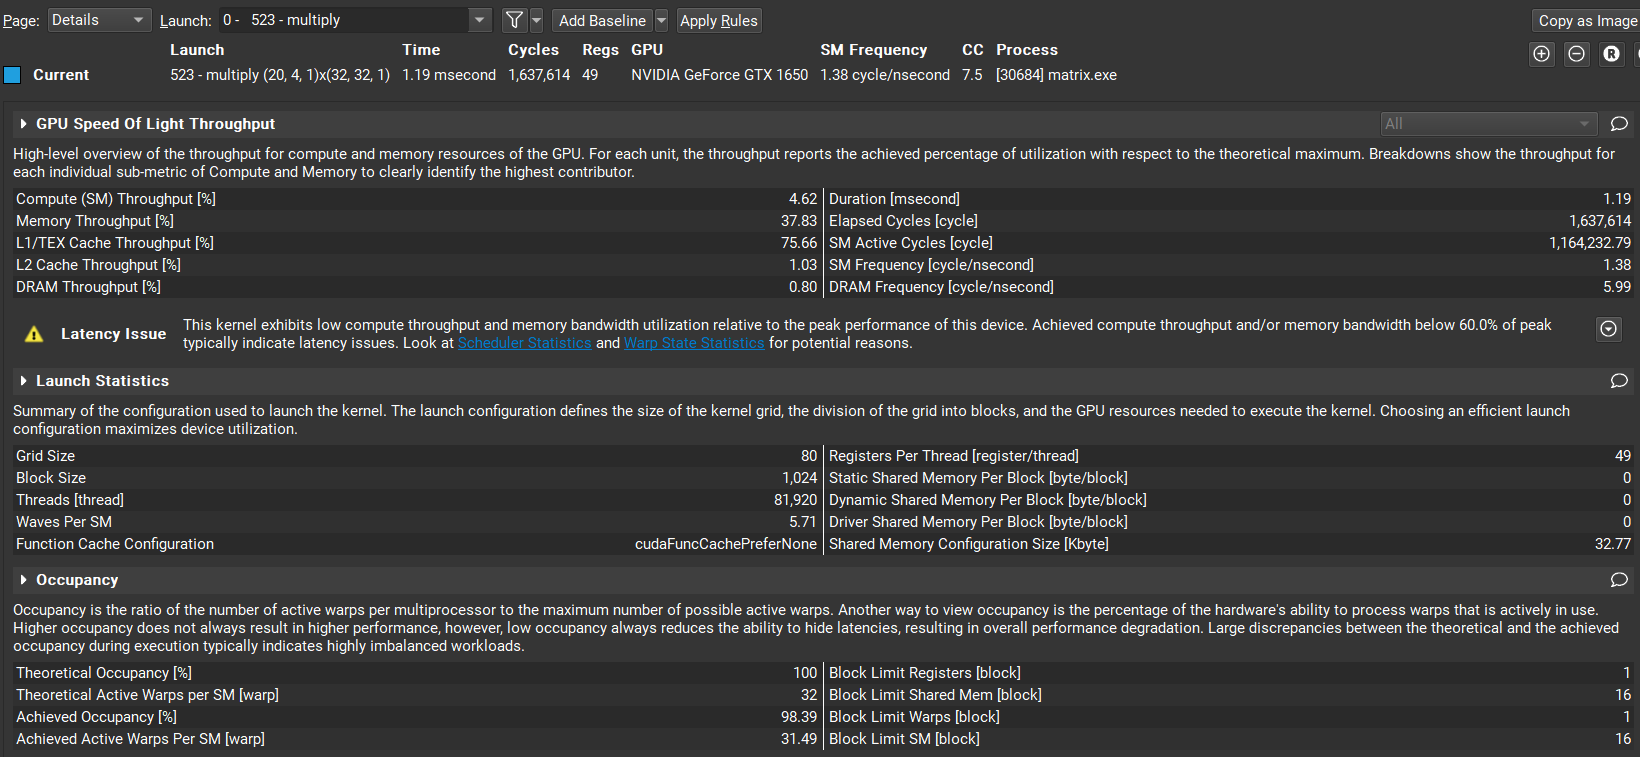 Page: Details Launch: 0 - 523 - multiply Add Baseline Apply Rules Copy as Image
Launch Time Cycles Regs GPU SM Frequency CC Process
Current 523 - multiply (20, 4, 1)x(32, 32, 1) 1.19 msecond 1,637,614 49 NVIDIA GeForce GTX 1650 1.38 cycle/nsecond 7.5 [30684] matrix.exe
R
GPU Speed Of Light Throughput All
High-level overview of the throughput for compute and memory resources of the GPU. For each unit, the throughput reports the achieved percentage of utilization with respect to the theoretical maximum. Breakdowns show the throughput for
each individual sub-metric of Compute and Memory to clearly identify the highest contributor.
Compute (SM) Throughput [%] 4.62 Duration [msecond] 1.19
Memory Throughput [%] 37.83 Elapsed Cycles [cycle] 1,637,614
L1/TEX Cache Throughput [%] 75.66 SM Active Cycles [cycle] 1,164,232.79
L2 Cache Throughput [%] 1.03 SM Frequency [cycle/nsecond] 1.38
DRAM Throughput [%] 0.80 DRAM Frequency [cycle/nsecond] 5.99
Latency Issue This kernel exhibits low compute throughput and memory bandwidth utilization relative to the peak performance of this device. Achieved compute throughput and/or memory bandwidth below 60.0% of peak
typically indicate latency issues. Look at Scheduler Statistics and Warp State Statistics for potential reasons.
Launch Statistics
Summary of the configuration used to launch the kernel. The launch configuration defines the size of the kernel grid, the division of the grid into blocks, and the GPU resources needed to execute the kernel. Choosing an efficient launch
configuration maximizes device utilization.
Grid Size 80 Registers Per Thread [register/thread] 49
Block Size 1,024 Static Shared Memory Per Block [byte/block] 0
Threads [thread] 81,920 Dynamic Shared Memory Per Block [byte/block] 0
Waves Per SM 5.71 Driver Shared Memory Per Block [byte/block] 0
Function Cache Configuration cudaFuncCachePreferNone Shared Memory Configuration Size [Kbyte] 32.77
Occupancy
Occupancy is the ratio of the number of active warps per multiprocessor to the maximum number of possible active warps. Another way to view occupancy is the percentage of the hardware's ability to process warps that is actively in use.
Higher occupancy does not always result in higher performance, however, low occupancy always reduces the ability to hide latencies, resulting in overall performance degradation. Large discrepancies between the theoretical and the achieved
occupancy during execution typically indicates highly imbalanced workloads.
Theoretical Occupancy [%] 100 Block Limit Registers [block] 1
Theoretical Active Warps per SM [warp] 32 Block Limit Shared Mem [block] 16
Achieved Occupancy [%] 98.39 Block Limit Warps [block] 1
Achieved Active Warps Per SM [warp] 31.49 Block Limit SM [block] 16